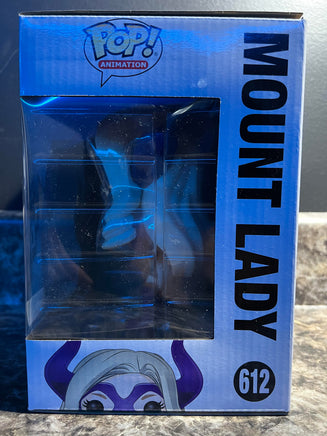 POP!
ANIMATION
MOUNT LADY
612